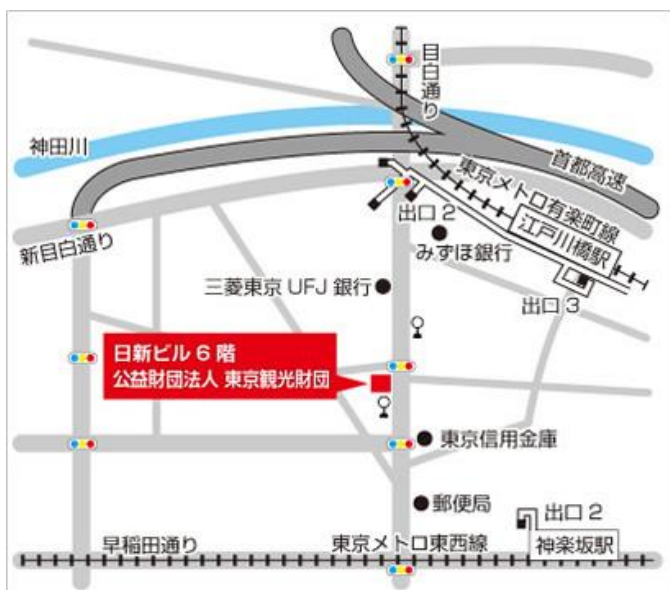 目白通り
神田川
首都高速
東京メトロ有楽町線
江戸川橋駅
出口2
新目白通り
みずほ銀行
三菱東京UFJ銀行
出口3
日新ビル6階
公益財団法人 東京観光財団
東京信用金庫
郵便局
出口2
早稲田通り
東京メトロ東西線
神楽坂駅